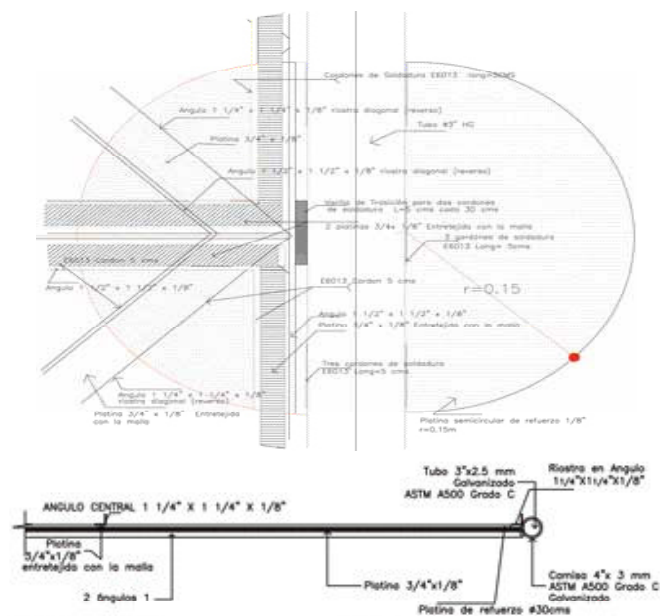 Cordones de Soldadura E6013 long=5CMS
Angulo 1 1/4" x 1 1/4" x 1/8" riostra diagonal (reverso)
Tubo Ø3" HG
Platina 3/4" x 1/8"
Angulo 1 1/2" x 1 1/2" x 1/8" riostra diagonal (reverso)
Varilla de Trasición para dos cordones
de soldadura L=5 cms cada 30 cms
2 platinas 3/4x 1/8" Entretejida con la malla
3 cordones de soldadura
E6013 Long= 5cms
E6013 Cordon 5 cms
Angulo 1 1/2" x 1 1/2" x 1/8"
E6013 Cordon 5 cms
r=0.15
Angulo 1 1/2" x 1 1/2" x 1/8"
Platina 3/4" x 1/8" Entretejida con la malla
Tres cordones de soldadura
E6013 Long=5 cms
Angulo 1 1/4" x 1-1/4" x 1/8"
riostra diagonal (reverso)
Platina 3/4" x 1/8" Entretejida
con la malla
Platina semicircular de refuerzo 1/8"
r=0.15m
Tubo 3"x2.5 mm
Galvanizado
ASTM A500 Grado C
Riostra en Angulo
1 1/4"X1 1/4"X1/8"
ANGULO CENTRAL 1 1/4" X 1 1/4" X 1/8"
Platina
3/4"x1/8"
entretejida con la malla
2 ángulos 1
Platina 3/4"x1/8"
Camisa 4"x 3 mm
ASTM A500 Grado C
Galvanizado
Platina de refuerzo Ø30cms